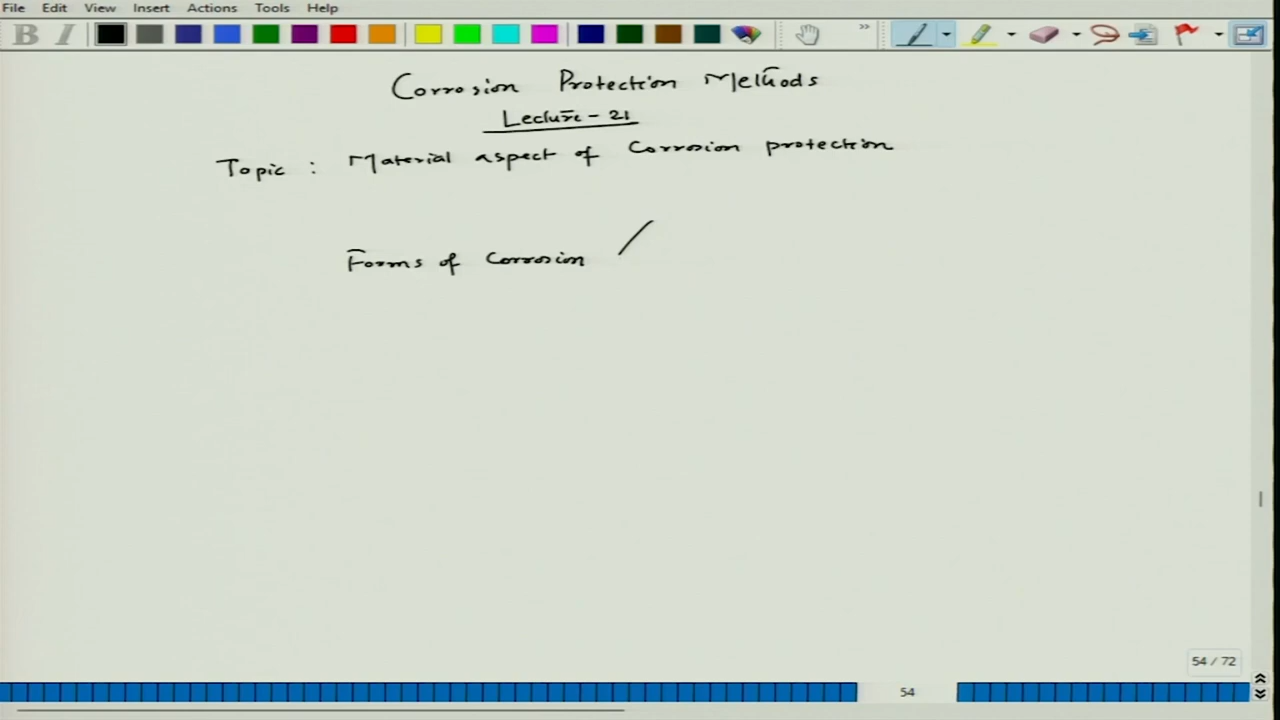 File Edit View Insert Actions Tools Help
B I
Corrosion Protection Methods
Lecture - 21
Topic : Material aspect of Corrosion protection
Forms of Corrosion
54 / 72
54